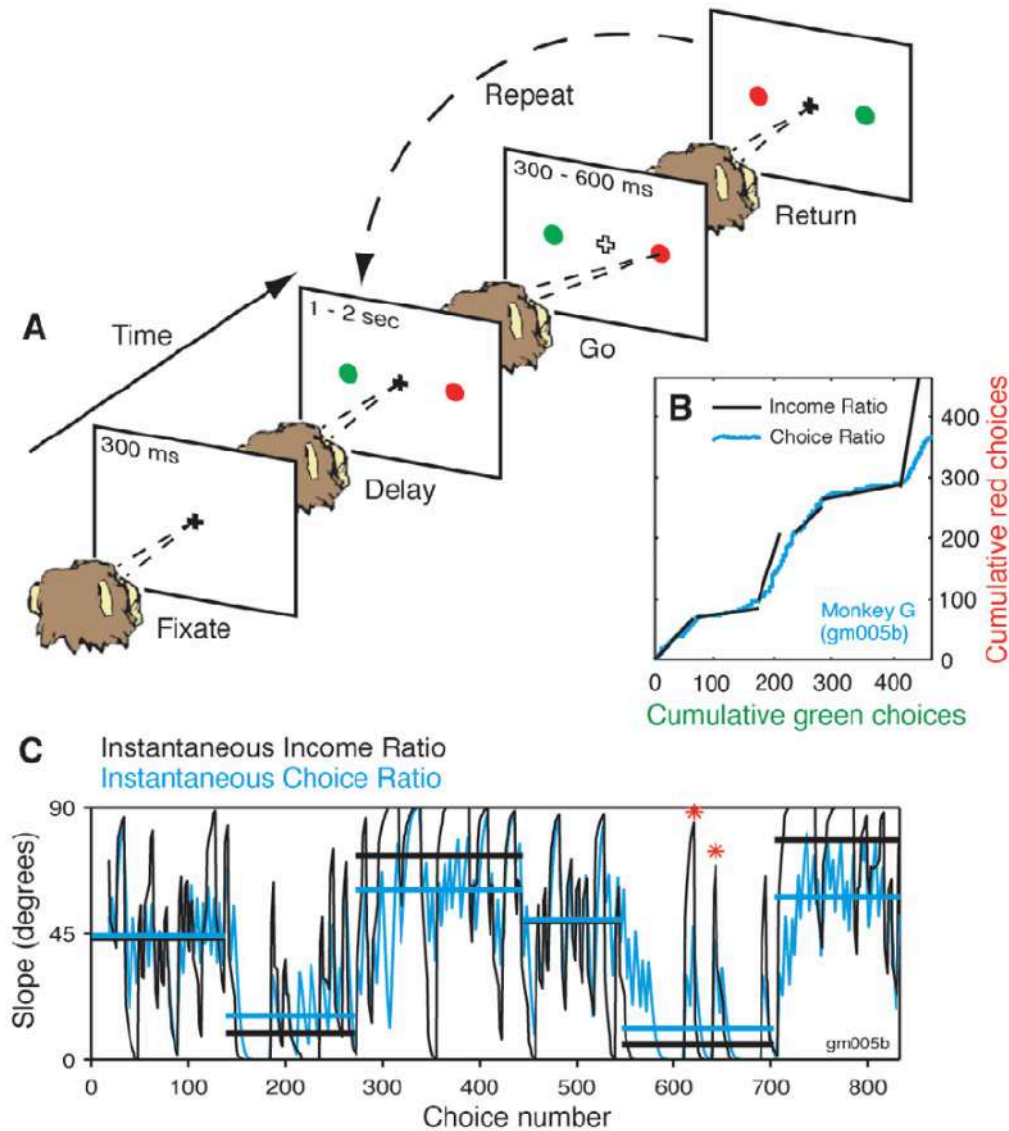 A
Time
300 ms
Fixate
1 - 2 sec
Delay
300 - 600 ms
Go
Return
Repeat
B
Income Ratio
Choice Ratio
Monkey G
(gm005b)
400
300
200
100
0
0 100 200 300 400
Cumulative green choices
Cumulative red choices
C
Instantaneous Income Ratio
Instantaneous Choice Ratio
90
45
0
Slope (degrees)
* *
gm005b
0 100 200 300 400 500 600 700 800
Choice number